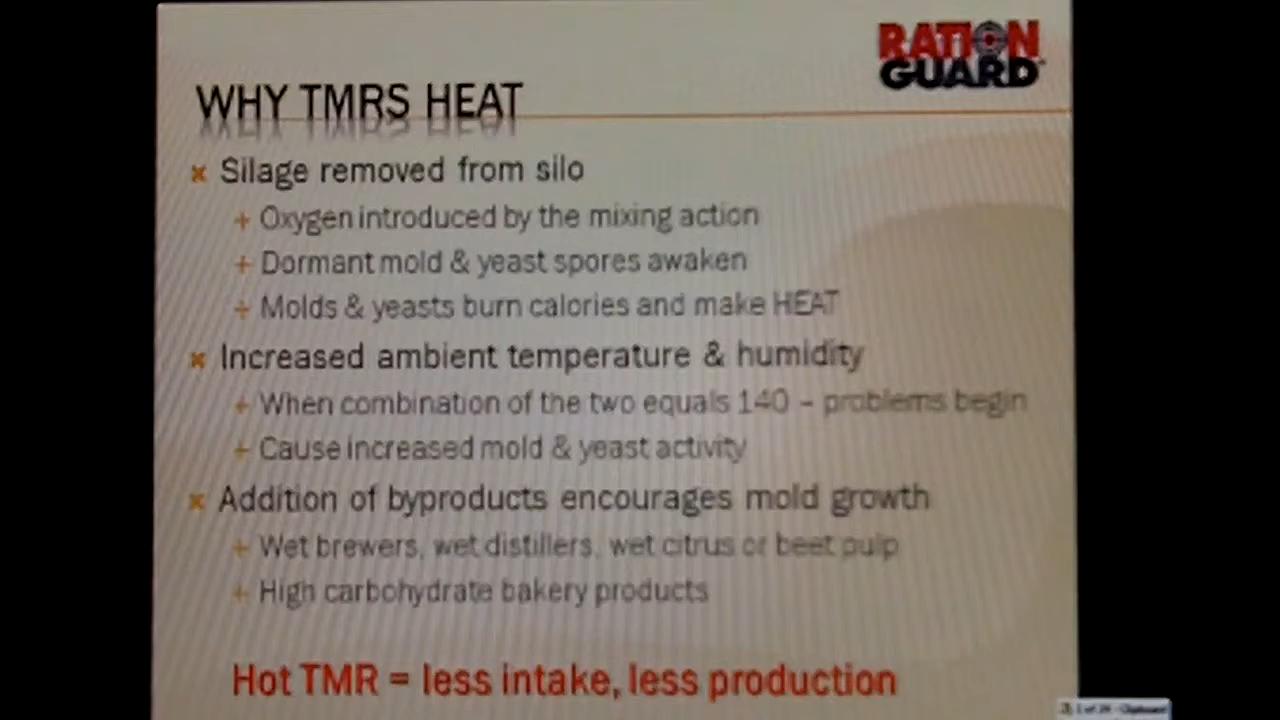 RATION
GUARD
WHY TMRS HEAT
Silage removed from silo
Oxygen introduced by the mixing action
Dormant mold & yeast spores awaken
Molds & yeasts burn calories and make HEAT
Increased ambient temperature & humidity
When combination of the two equals 140 – problems begin
Cause increased mold & yeast activity
Addition of byproducts encourages mold growth
Wet brewers, wet distillers, wet citrus or beet pulp
High carbohydrate bakery products
Hot TMR = less intake, less production
Clipboard